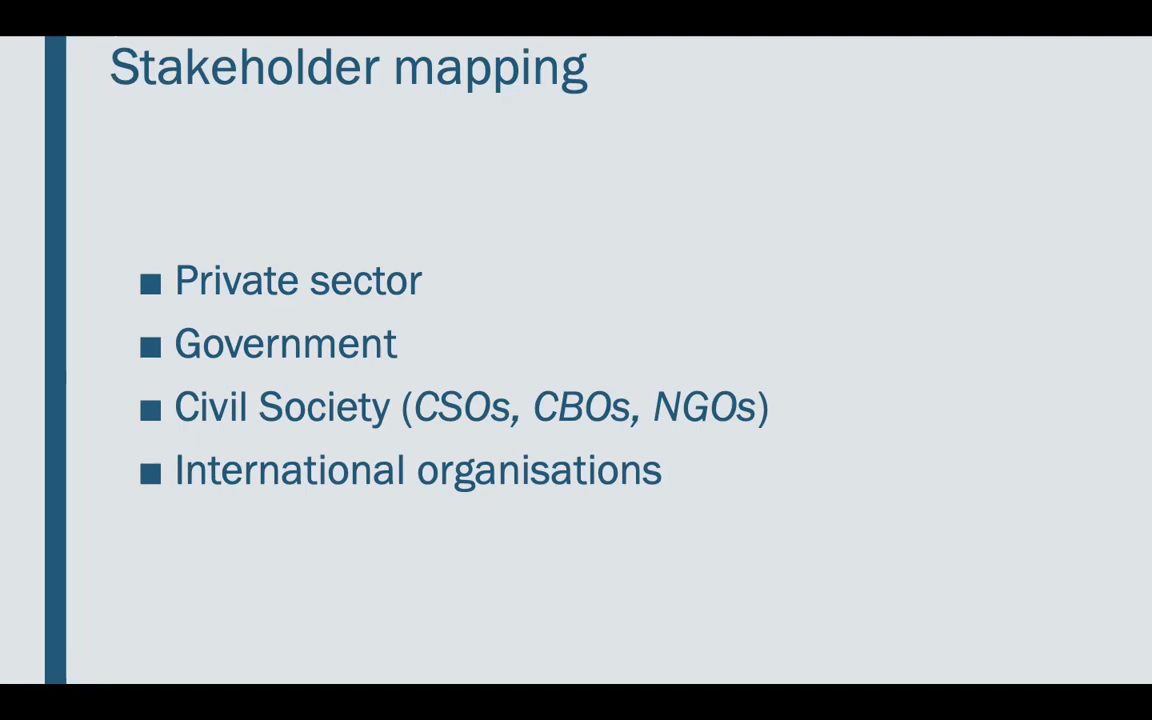 Stakeholder mapping
■ Private sector
■ Government
■ Civil Society (CSOs, CBOs, NGOs)
■ International organisations